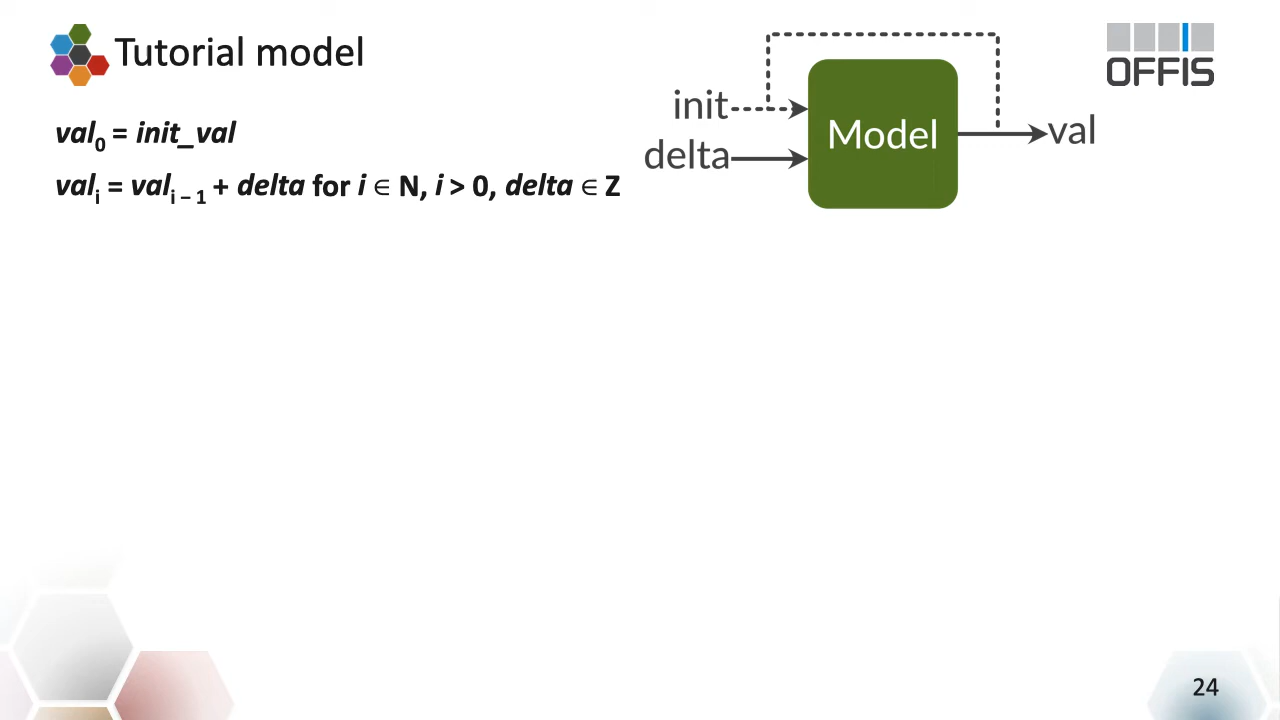 Tutorial model
OFFIS
val₀ = init_val
valᵢ = valᵢ₋₁ + delta for i ∈ N, i > 0, delta ∈ Z
init
delta
Model
val
24